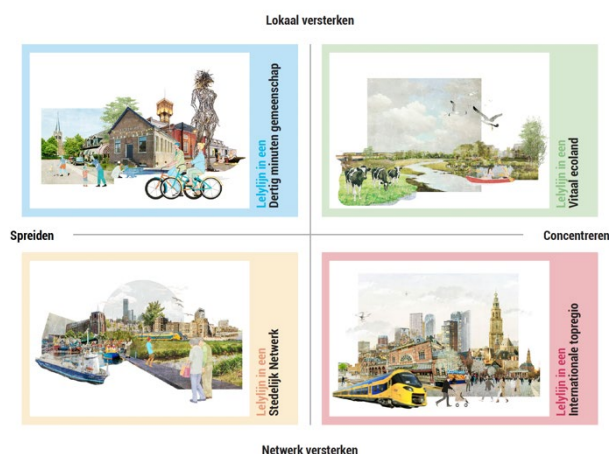 Lokaal versterken
Lelylijn in een
Dertig minuten gemeenschap
Lelylijn in een
Vitaal ecoland
Spreiden
Concentreren
Lelylijn in een
Stedelijk Netwerk
Lelylijn in een
Internationale topregio
Netwerk versterken